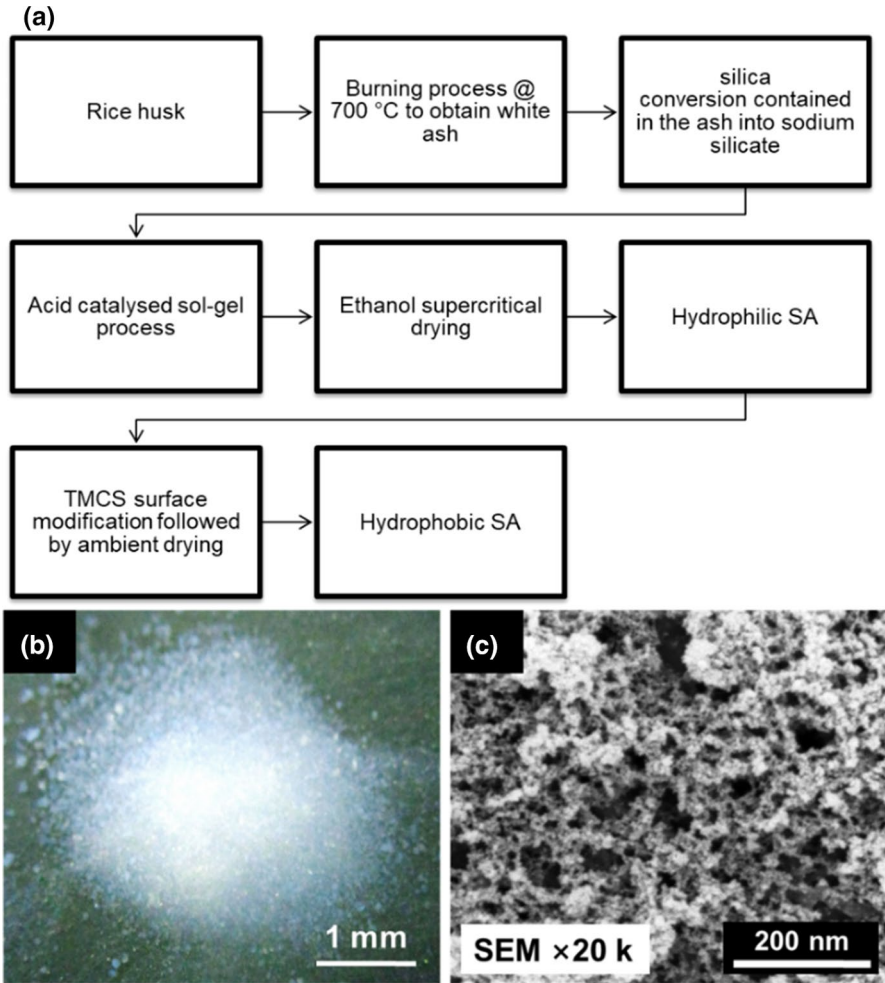 (a)
Rice husk
Burning process @
700 °C to obtain white
ash
silica
conversion contained
in the ash into sodium
silicate
Acid catalysed sol-gel
process
Ethanol supercritical
drying
Hydrophilic SA
TMCS surface
modification followed
by ambient drying
Hydrophobic SA
(b)
1 mm
(c)
SEM ×20 k
200 nm